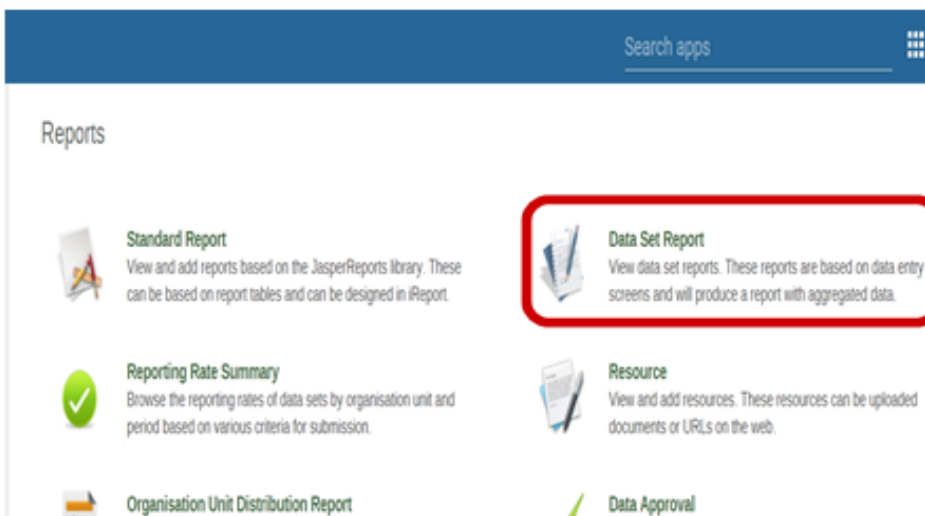 Search apps
Reports
Standard Report
View and add reports based on the JasperReports library. These
can be based on report tables and can be designed in iReport.
Data Set Report
View data set reports. These reports are based on data entry
screens and will produce a report with aggregated data.
Reporting Rate Summary
Browse the reporting rates of data sets by organisation unit and
period based on various criteria for submission.
Resource
View and add resources. These resources can be uploaded
documents or URLs on the web.
Organisation Unit Distribution Report
Data Approval